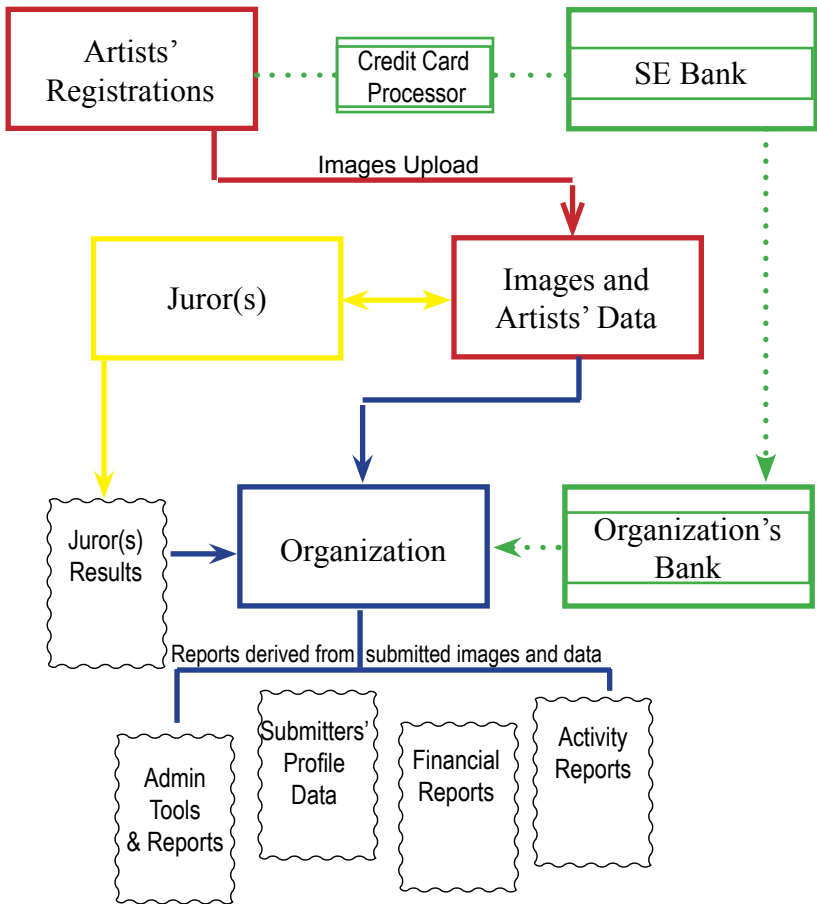 Artists’
Registrations
Credit Card
Processor
SE Bank
Images Upload
Juror(s)
Images and
Artists’ Data
Juror(s)
Results
Organization
Organization’s
Bank
Reports derived from submitted images and data
Admin
Tools
& Reports
Submitters’
Profile
Data
Financial
Reports
Activity
Reports